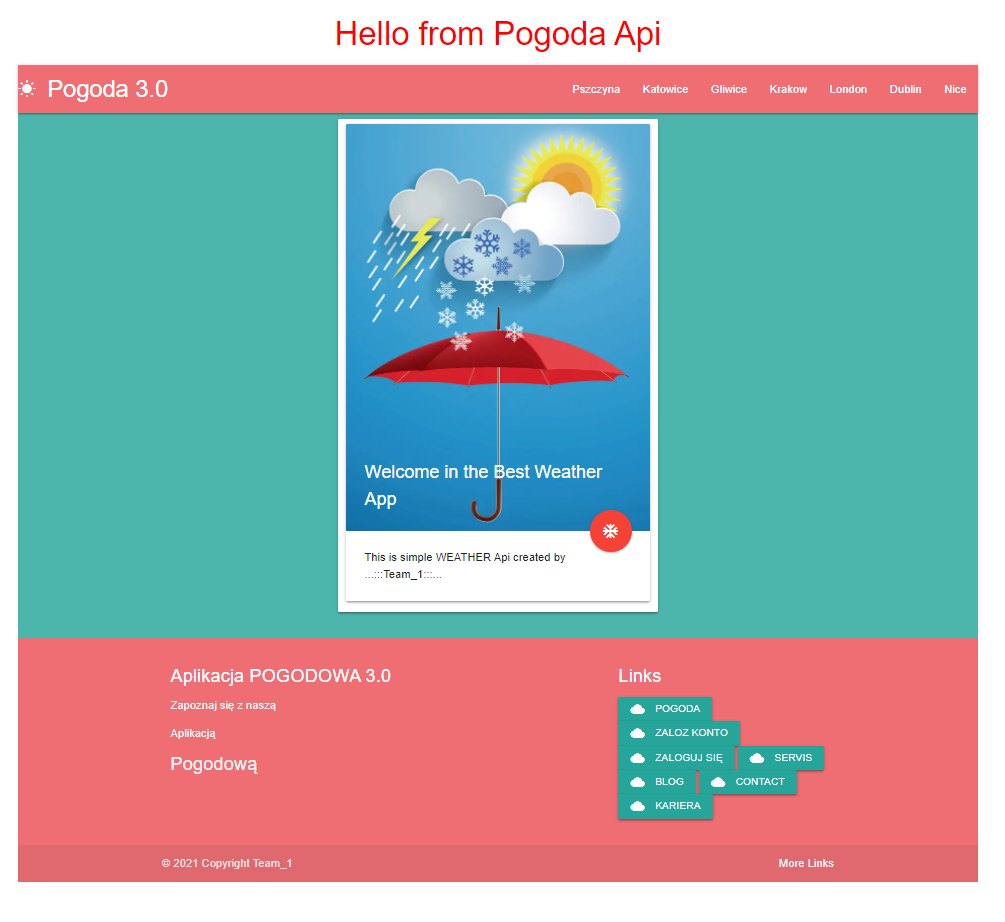 Hello from Pogoda Api
Pogoda 3.0
Pszczyna Katowice Gliwice Krakow London Dublin Nice
Welcome in the Best Weather
App
This is simple WEATHER Api created by
...:::Team_1:::...
Aplikacja POGODOWA 3.0
Zapoznaj się z naszą
Aplikacją
Pogodową
Links
POGODA
ZALOZ KONTO
ZALOGUJ SIĘ SERVIS
BLOG CONTACT
KARIERA
© 2021 Copyright Team_1
More Links